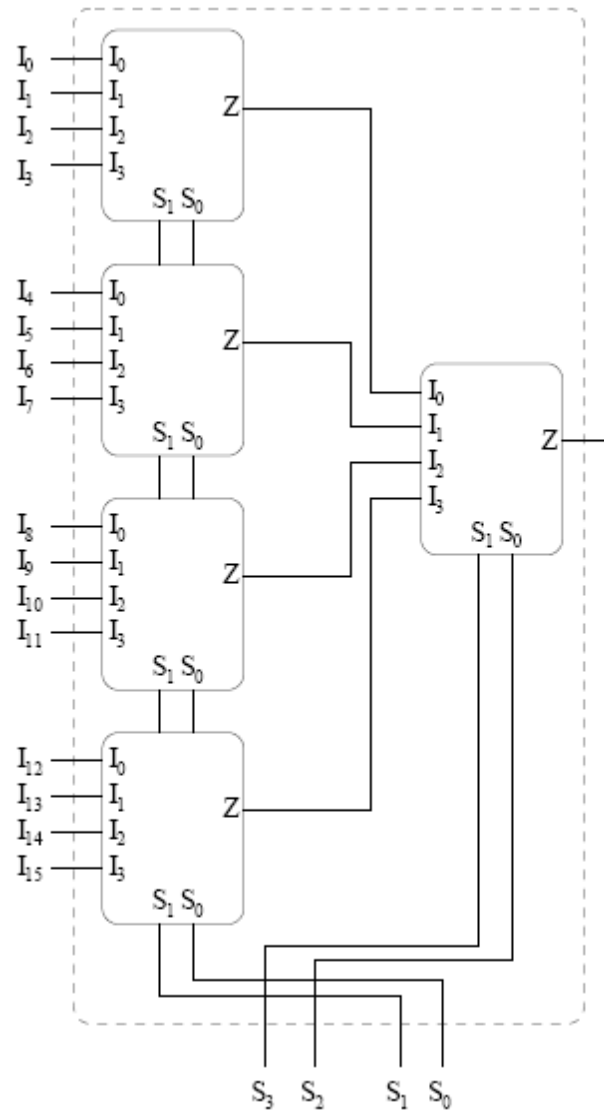 I₀ I₀
I₁ I₁
Z
I₂ I₂
I₃ I₃
S₁ S₀
I₄ I₀
I₅ I₁
Z
I₆ I₂
I₇ I₃
I₀
I₁
Z
I₂
S₁ S₀
I₃
I₈ I₀
S₁ S₀
I₉ I₁
Z
I₁₀ I₂
I₁₁ I₃
S₁ S₀
I₁₂ I₀
I₁₃ I₁
Z
I₁₄ I₂
I₁₅ I₃
S₁ S₀
S₃ S₂ S₁ S₀